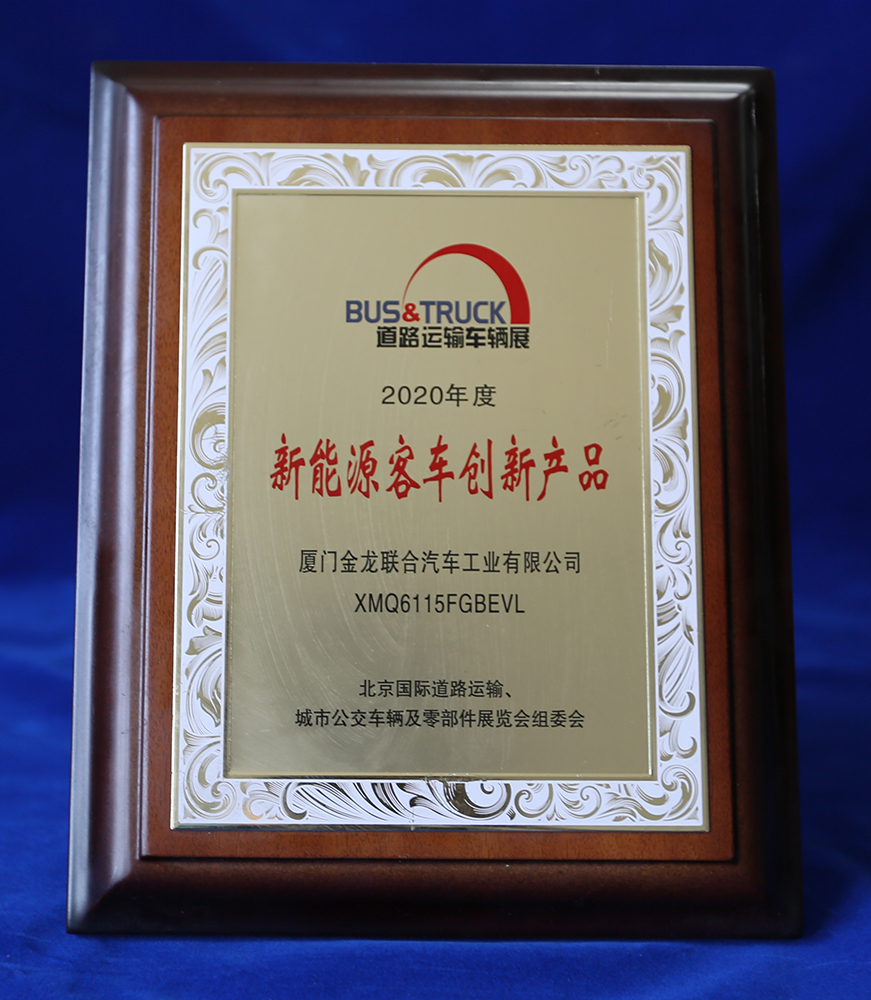 BUS&TRUCK
道路运输车辆展
2020年度
新能源客车创新产品
厦门金龙联合汽车工业有限公司
XMQ6115FGBEVL
北京国际道路运输、
城市公交车辆及零部件展览会组委会